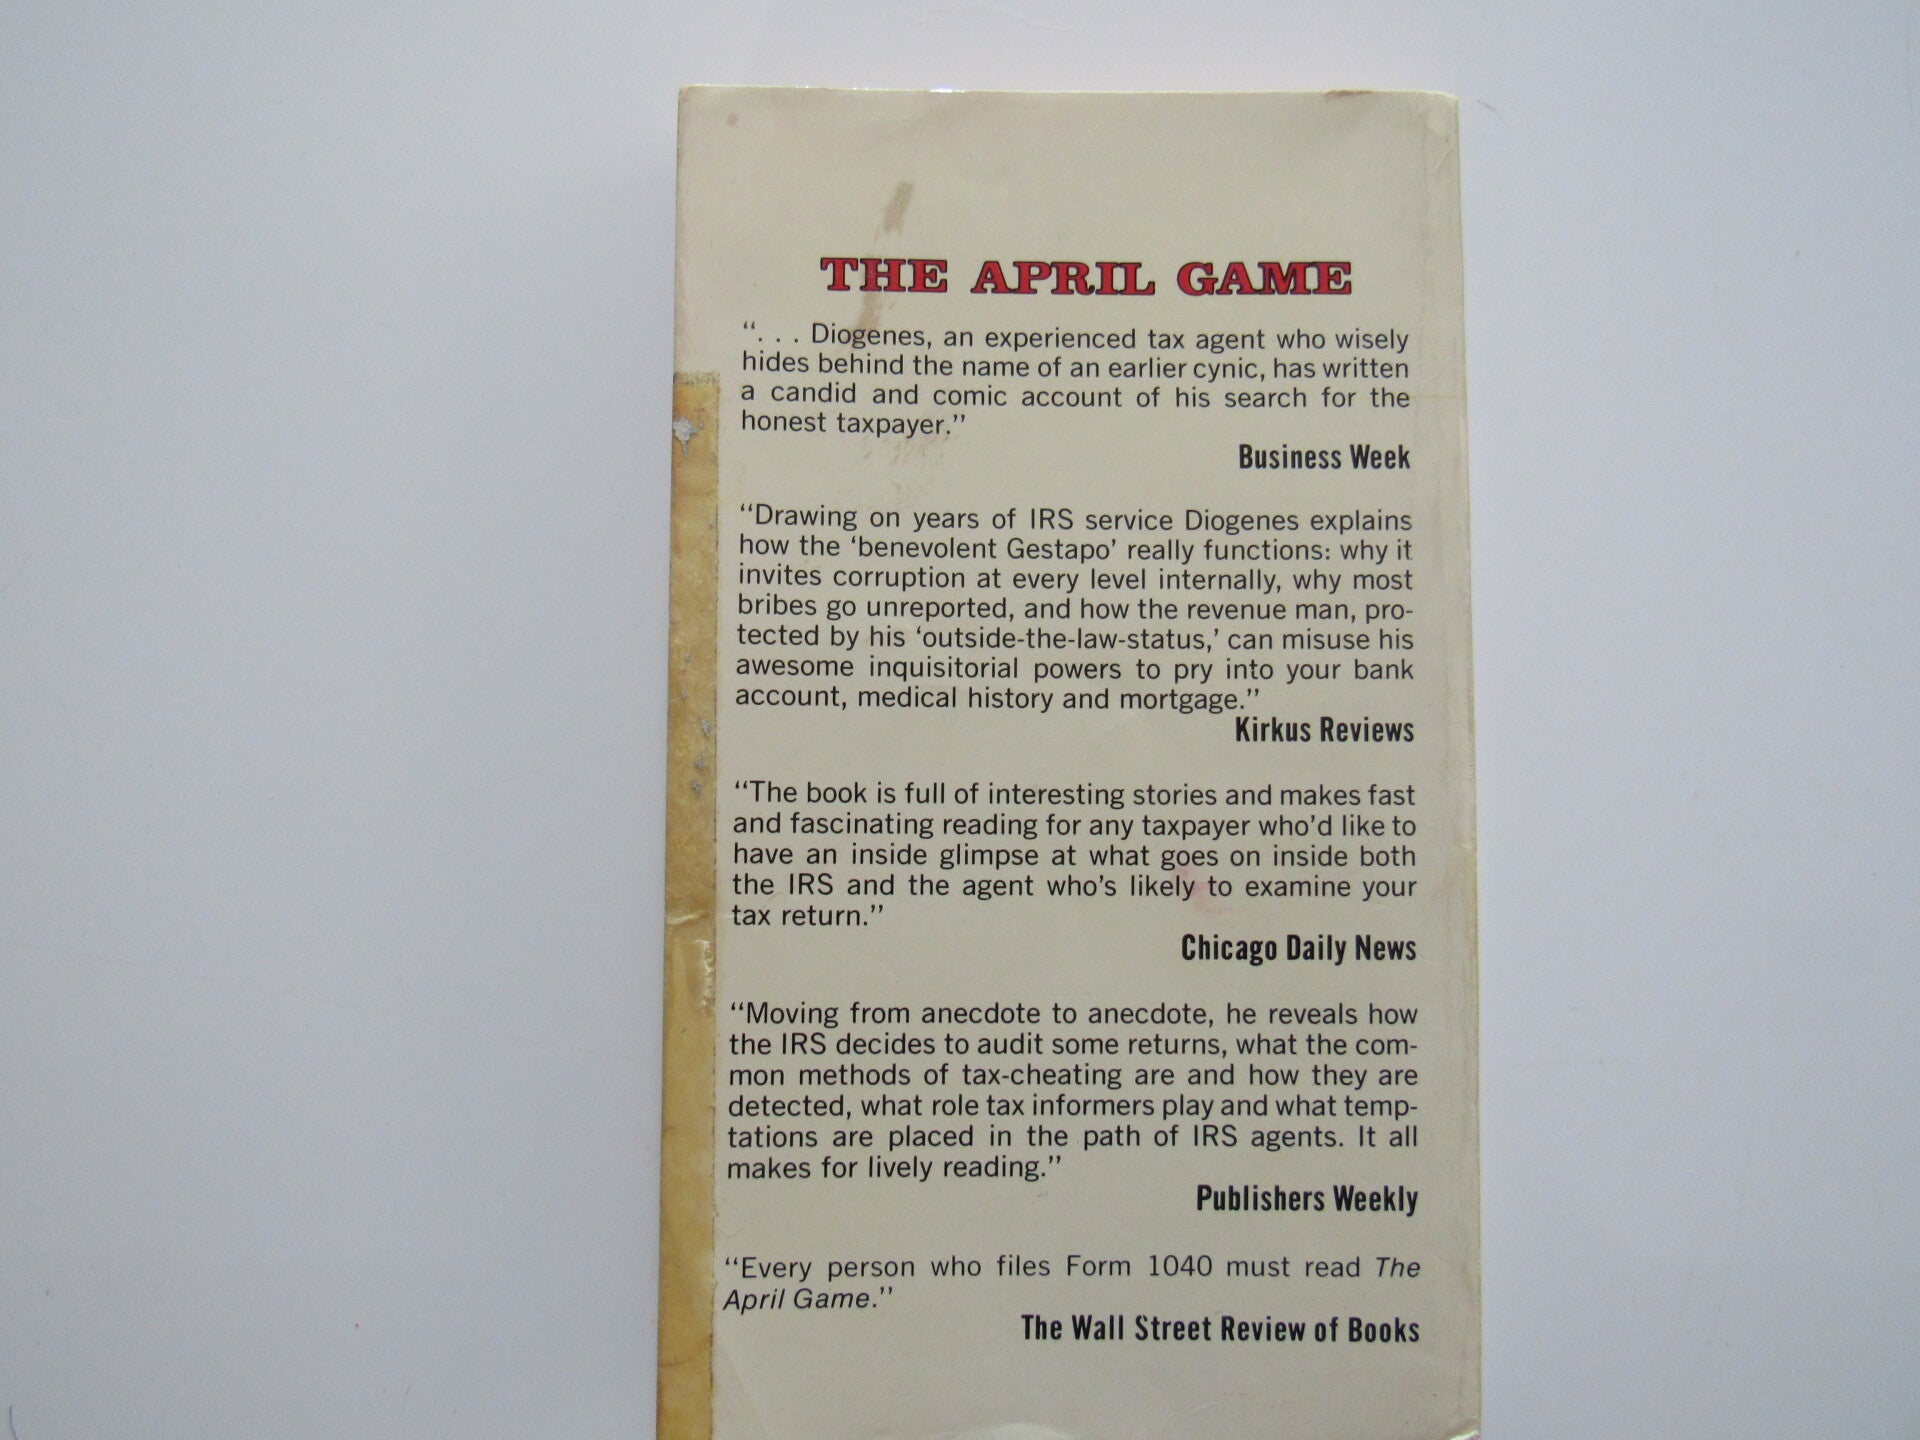 THE APRIL GAME
“. . . Diogenes, an experienced tax agent who wisely
hides behind the name of an earlier cynic, has written
a candid and comic account of his search for the
honest taxpayer.”
Business Week
“Drawing on years of IRS service Diogenes explains
how the ‘benevolent Gestapo’ really functions: why it
invites corruption at every level internally, why most
bribes go unreported, and how the revenue man, pro-
tected by his ‘outside-the-law-status,’ can misuse his
awesome inquisitorial powers to pry into your bank
account, medical history and mortgage.”
Kirkus Reviews
“The book is full of interesting stories and makes fast
and fascinating reading for any taxpayer who’d like to
have an inside glimpse at what goes on inside both
the IRS and the agent who’s likely to examine your
tax return.”
Chicago Daily News
“Moving from anecdote to anecdote, he reveals how
the IRS decides to audit some returns, what the com-
mon methods of tax-cheating are and how they are
detected, what role tax informers play and what temp-
tations are placed in the path of IRS agents. It all
makes for lively reading.”
Publishers Weekly
“Every person who files Form 1040 must read The
April Game.”
The Wall Street Review of Books